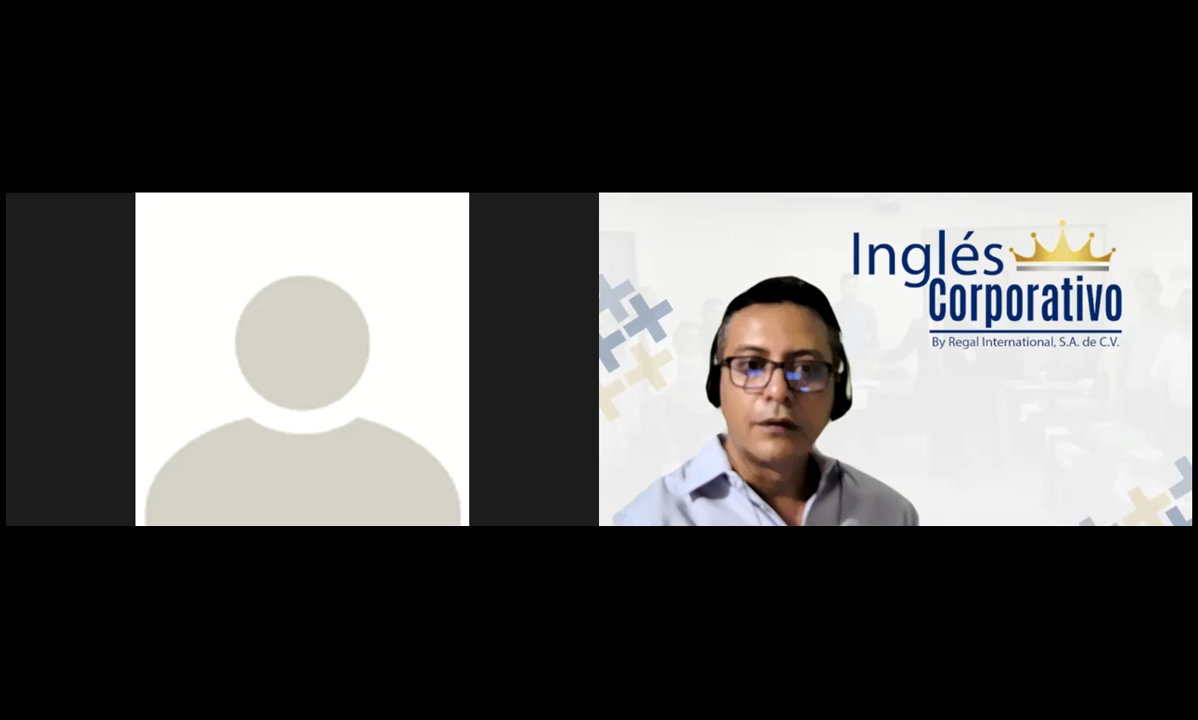 Inglés
Corporativo
By Regal International, S.A. de C.V.